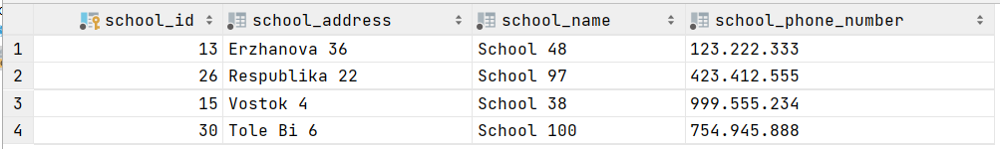 school_id school_address school_name school_phone_number
1 13 Erzhanova 36 School 48 123.222.333
2 26 Respublika 22 School 97 423.412.555
3 15 Vostok 4 School 38 999.555.234
4 30 Tole Bi 6 School 100 754.945.888